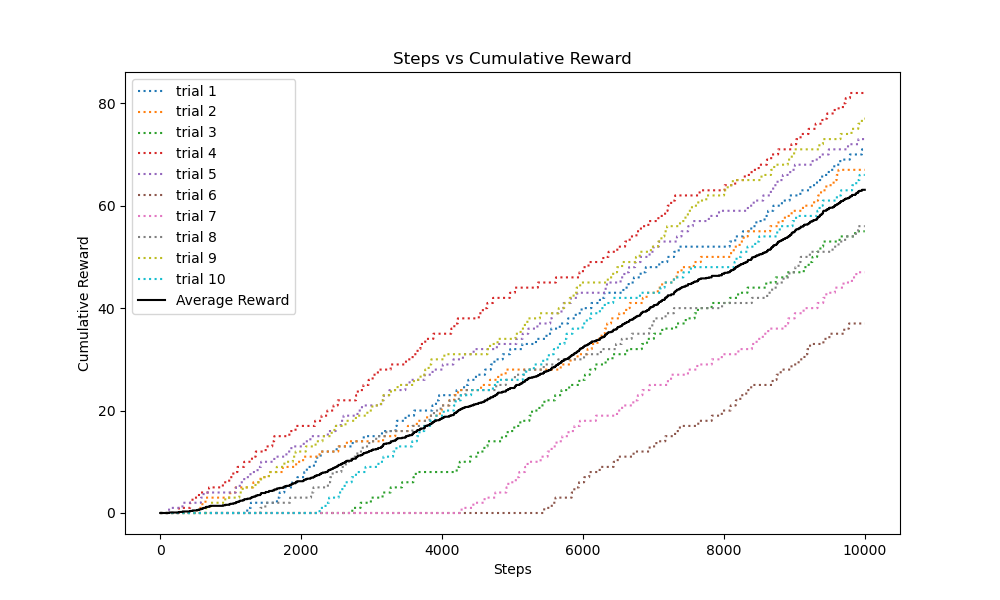 Steps vs Cumulative Reward
trial 1
trial 2
trial 3
trial 4
trial 5
trial 6
trial 7
trial 8
trial 9
trial 10
Average Reward
Cumulative Reward
80
60
40
20
0
0 2000 4000 6000 8000 10000
Steps